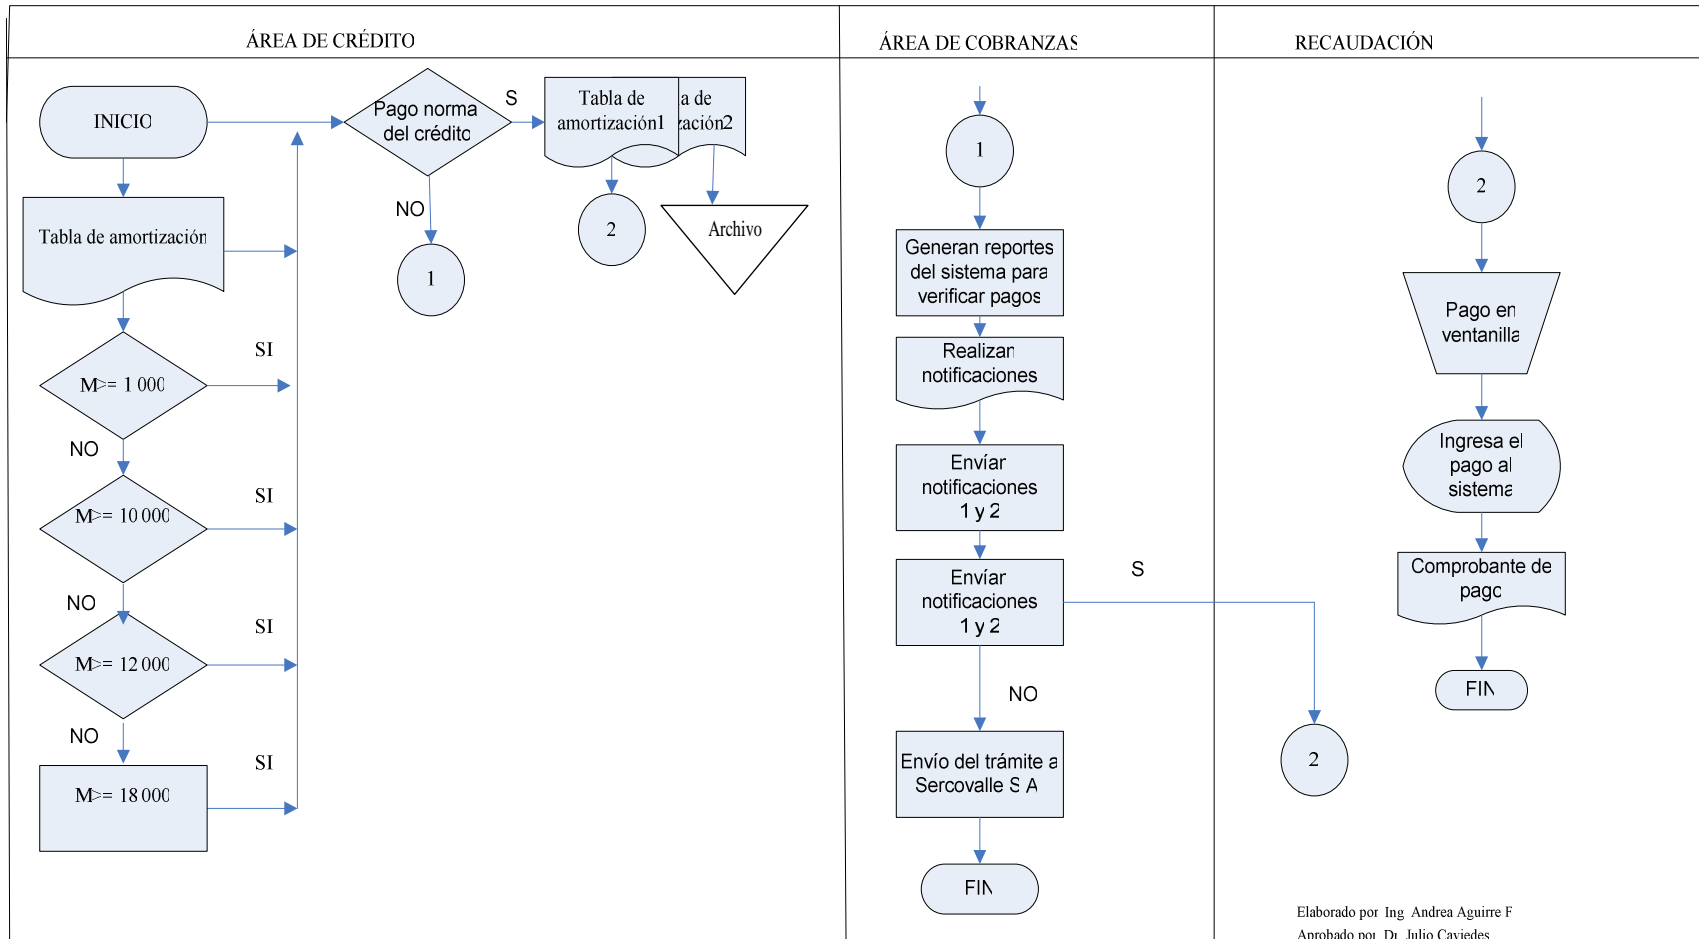 ÁREA DE CRÉDITO
ÁREA DE COBRANZAS
RECAUDACIÓN
INICIO
Tabla de amortización
M>= 1 000
SI
NO
M>= 10 000
SI
NO
M>= 12 000
SI
NO
M>= 18 000
SI
Pago norma
del crédito
S
NO
1
Tabla de
amortización1
a de
zación2
2
Archivo
1
Generan reportes
del sistema para
verificar pagos
Realizan
notificaciones
Envíar
notificaciones
1 y 2
Envíar
notificaciones
1 y 2
S
NO
Envío del trámite a
Sercovalle S A
FIN
2
2
Pago en
ventanilla
Ingresa el
pago al
sistema
Comprobante de
pago
FIN
Elaborado por Ing Andrea Aguirre F
Aprobado por Dr Julio Caviedes